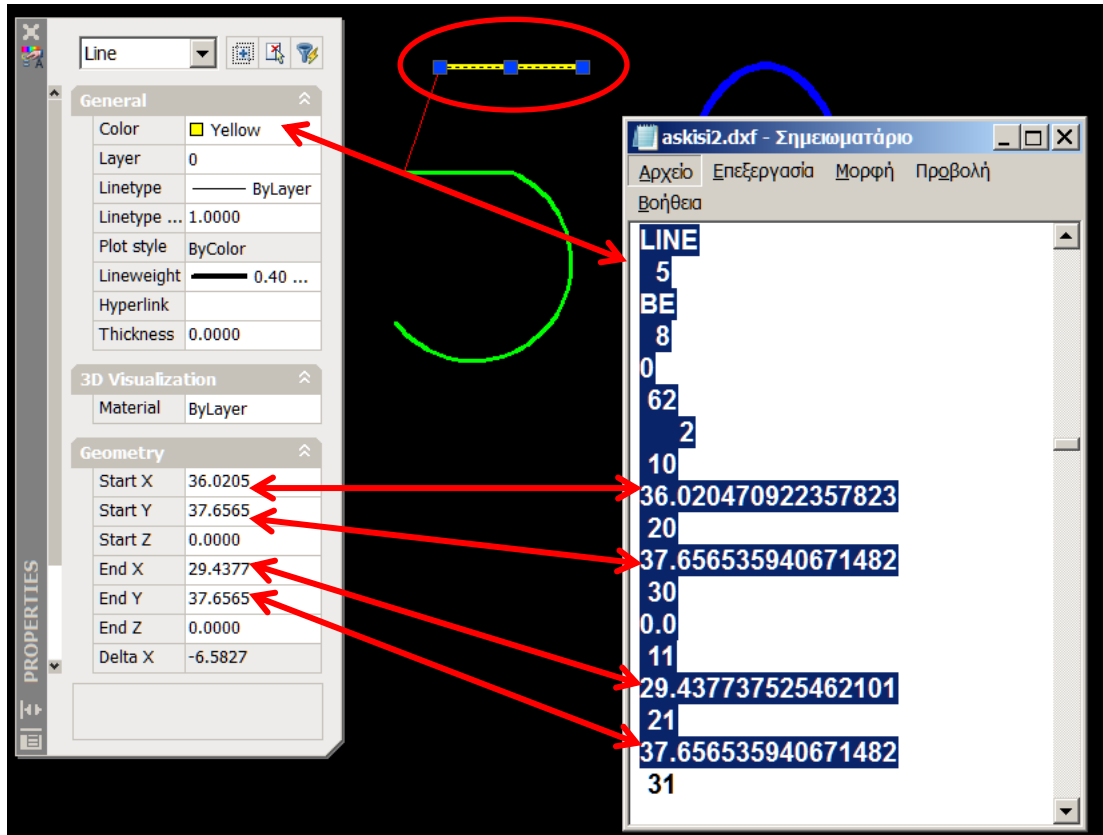 Line
General
Color Yellow
Layer 0
Linetype ByLayer
Linetype ... 1.0000
Plot style ByColor
Lineweight 0.40 ...
Hyperlink
Thickness 0.0000
3D Visualization
Material ByLayer
Geometry
Start X 36.0205
Start Y 37.6565
Start Z 0.0000
End X 29.4377
End Y 37.6565
End Z 0.0000
Delta X -6.5827
PROPERTIES
askisi2.dxf - Σημειωματάριο
Αρχείο Επεξεργασία Μορφή Προβολή
Βοήθεια
LINE
5
BE
8
0
62
2
10
36.020470922357823
20
37.656535940671482
30
0.0
11
29.437737525462101
21
37.656535940671482
31